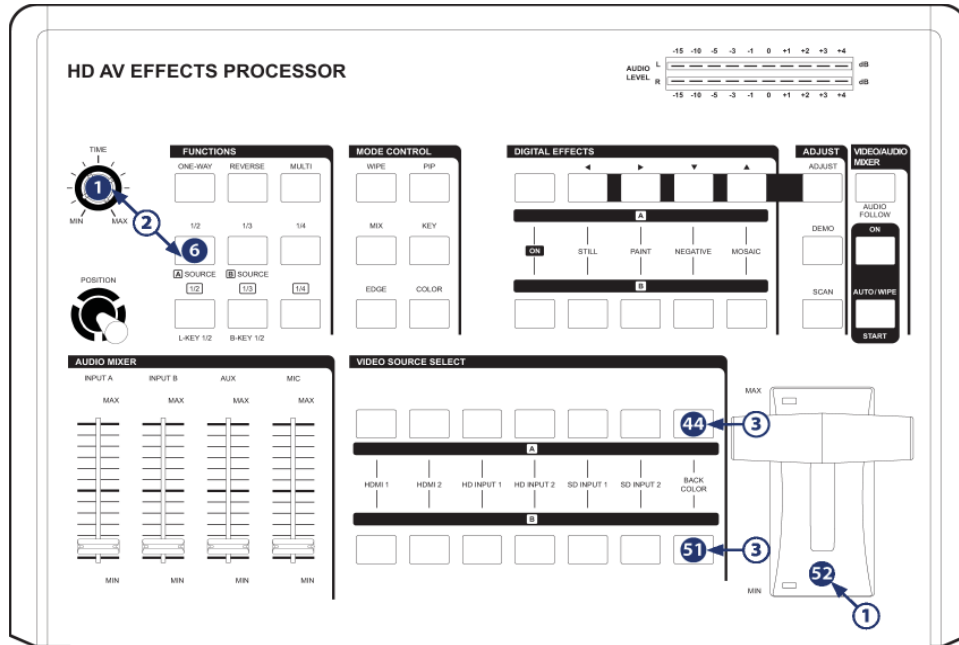 HD AV EFFECTS PROCESSOR
-15 -10 -5 -3 -1 0 +1 +2 +3 +4
AUDIO LEVEL L dB
R dB
-15 -10 -5 -3 -1 0 +1 +2 +3 +4
TIME
1
MIN MAX
2
POSITION
FUNCTIONS
ONE-WAY REVERSE MULTI
1/2 1/3 1/4
6
A SOURCE B SOURCE
1/2 1/3 1/4
L-KEY 1/2 B-KEY 1/2
MODE CONTROL
WIPE PIP
MIX KEY
EDGE COLOR
DIGITAL EFFECTS
◄ ► ▼ ▲
A
ON STILL PAINT NEGATIVE MOSAIC
B
ADJUST
ADJUST
DEMO
SCAN
VIDEO/AUDIO
MIXER
AUDIO
FOLLOW
ON
AUTO/WIPE
START
AUDIO MIXER
INPUT A INPUT B AUX MIC
MAX MAX MAX MAX
MIN MIN MIN MIN
VIDEO SOURCE SELECT
44 3
A
HDMI 1 HDMI 2 HD INPUT 1 HD INPUT 2 SD INPUT 1 SD INPUT 2 BACK COLOR
B
51 3
MAX
MIN
52
1